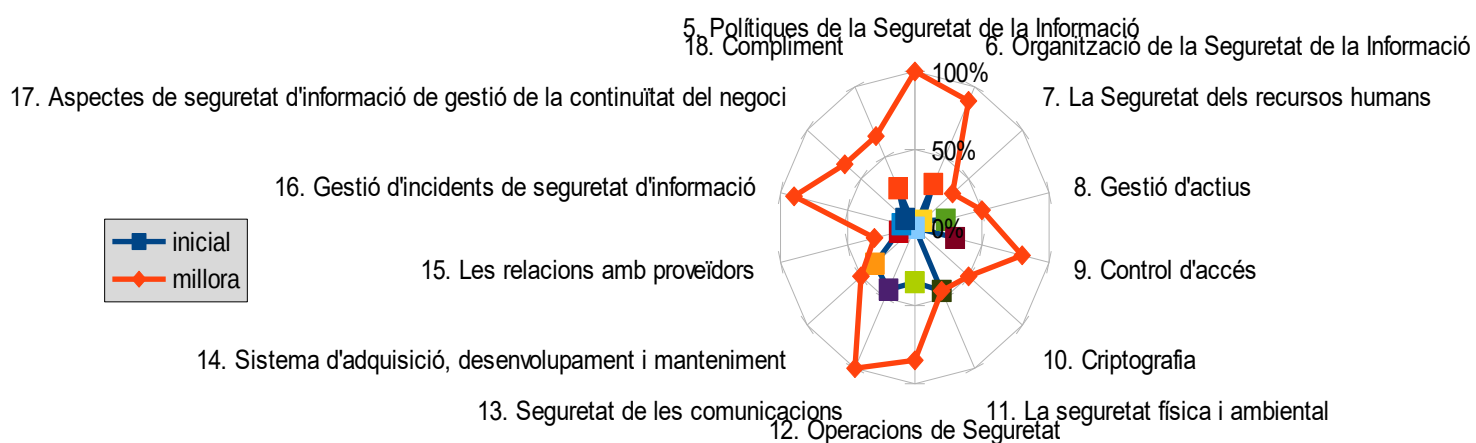 5. Polítiques de la Seguretat de la Informació
18. Compliment
6. Organització de la Seguretat de la Informació
100%
17. Aspectes de seguretat d'informació de gestió de la continuïtat del negoci
7. La Seguretat dels recursos humans
50%
16. Gestió d'incidents de seguretat d'informació
8. Gestió d'actius
0%
inicial
millora
15. Les relacions amb proveïdors
9. Control d'accés
14. Sistema d'adquisició, desenvolupament i manteniment
10. Criptografia
13. Seguretat de les comunicacions
11. La seguretat física i ambiental
12. Operacions de Seguretat